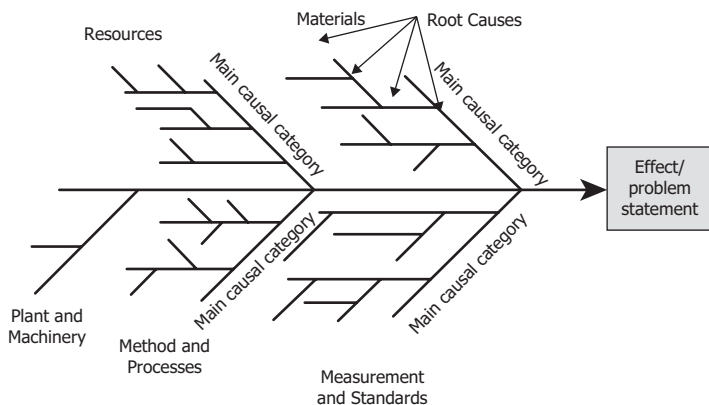 Materials
Root Causes
Resources
Main causal category
Main causal category
Effect/
problem
statement
Main causal category
Main causal category
Plant and
Machinery
Method and
Processes
Measurement
and Standards